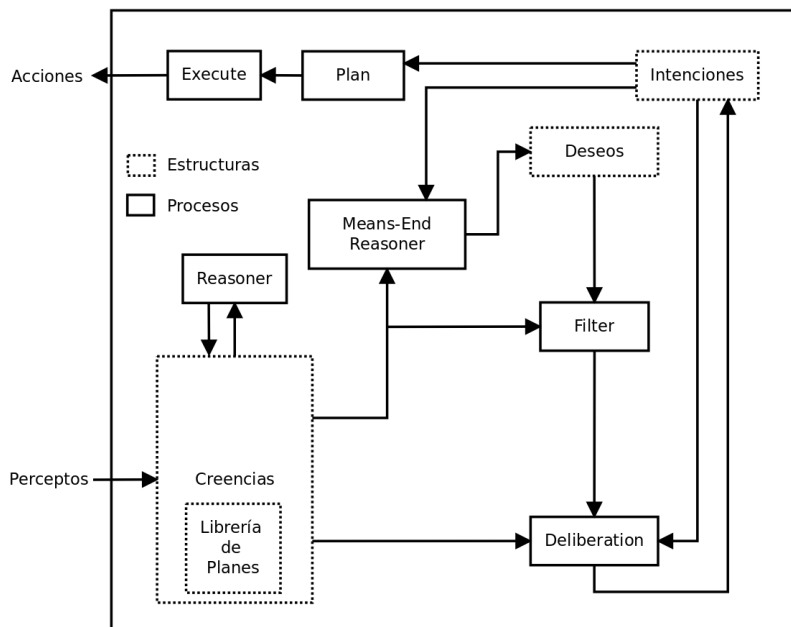 Acciones
Execute
Plan
Intenciones
Estructuras
Deseos
Procesos
Means-End
Reasoner
Reasoner
Filter
Perceptos
Creencias
Librería
de
Planes
Deliberation